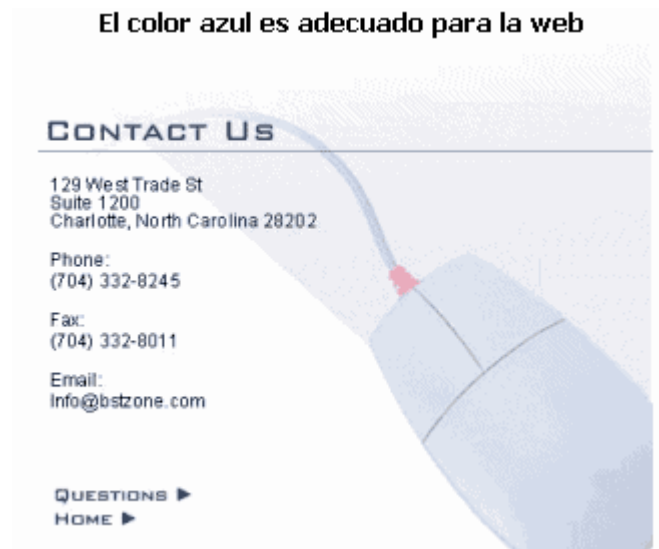 El color azul es adecuado para la web
CONTACT US
129 West Trade St
Suite 1200
Charlotte, North Carolina 28202
Phone:
(704) 332-8245
Fax:
(704) 332-8011
Email:
Info@bstzone.com
QUESTIONS ▶
HOME ▶